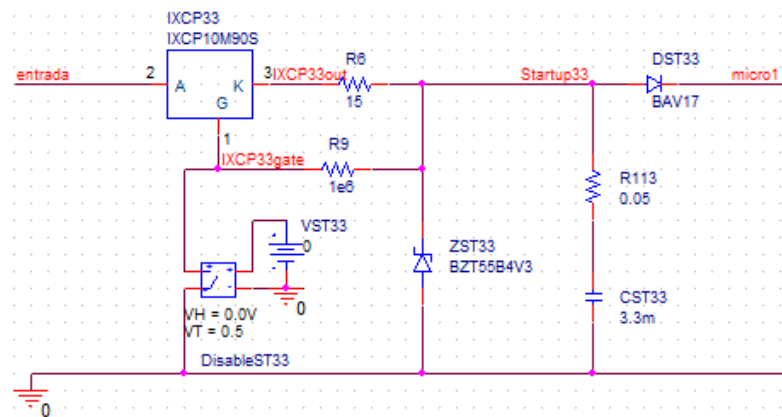 IXCP33
IXCP10M90S
entrada
2
A
K
G
3
IXCP33out
R6
15
Startup33
DST33
BAV17
micro1
1
IXCP33gate
R9
1e6
R113
0.05
VST33
0
ZST33
BZT55B4V3
CST33
3.3m
0
VH = 0.0V
VT = 0.5
DisableST33
0